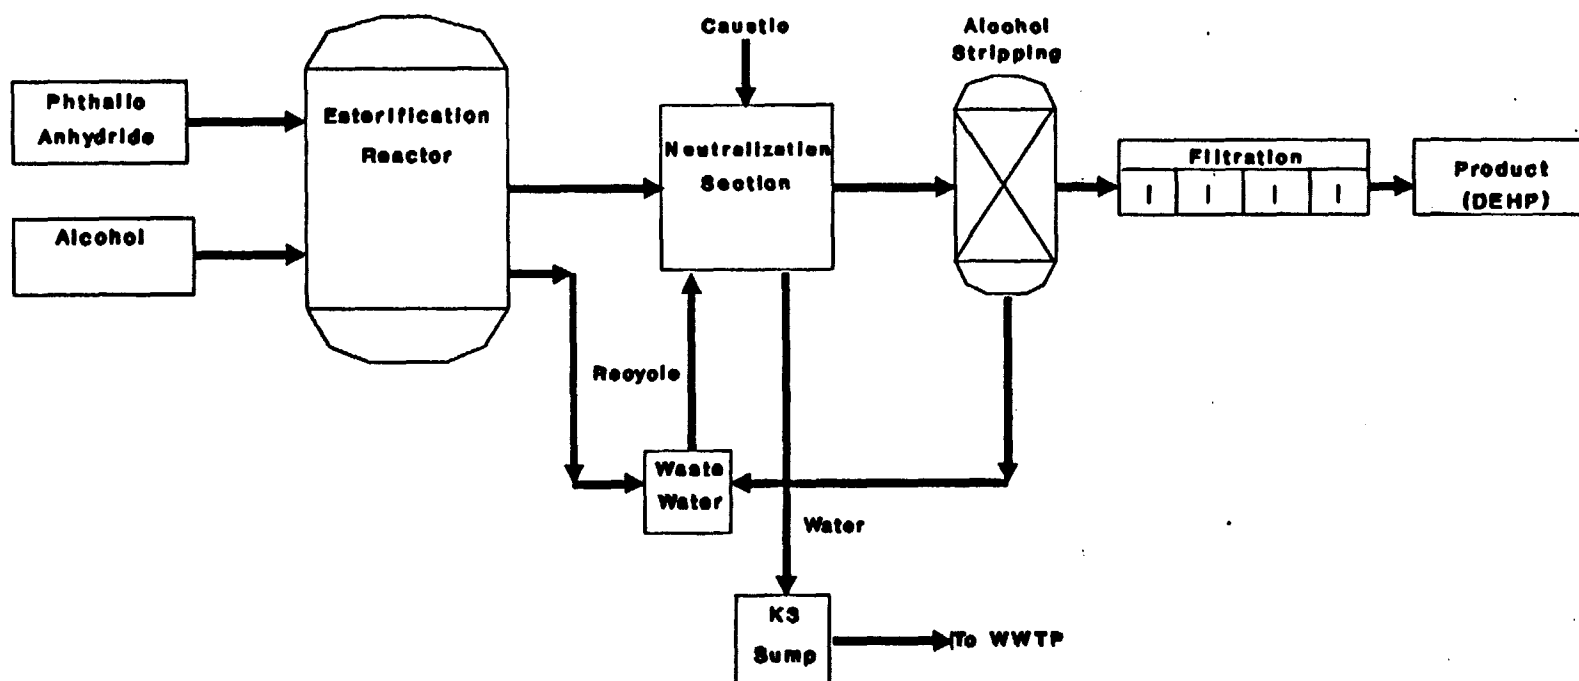 Caustic
Alcohol
Stripping
Phthalic
Anhydride
Esterification
Reactor
Neutralization
Section
Filtration
Product
(DEHP)
Alcohol
Recycle
Waste
Water
Water
K3
Sump
To WWTP